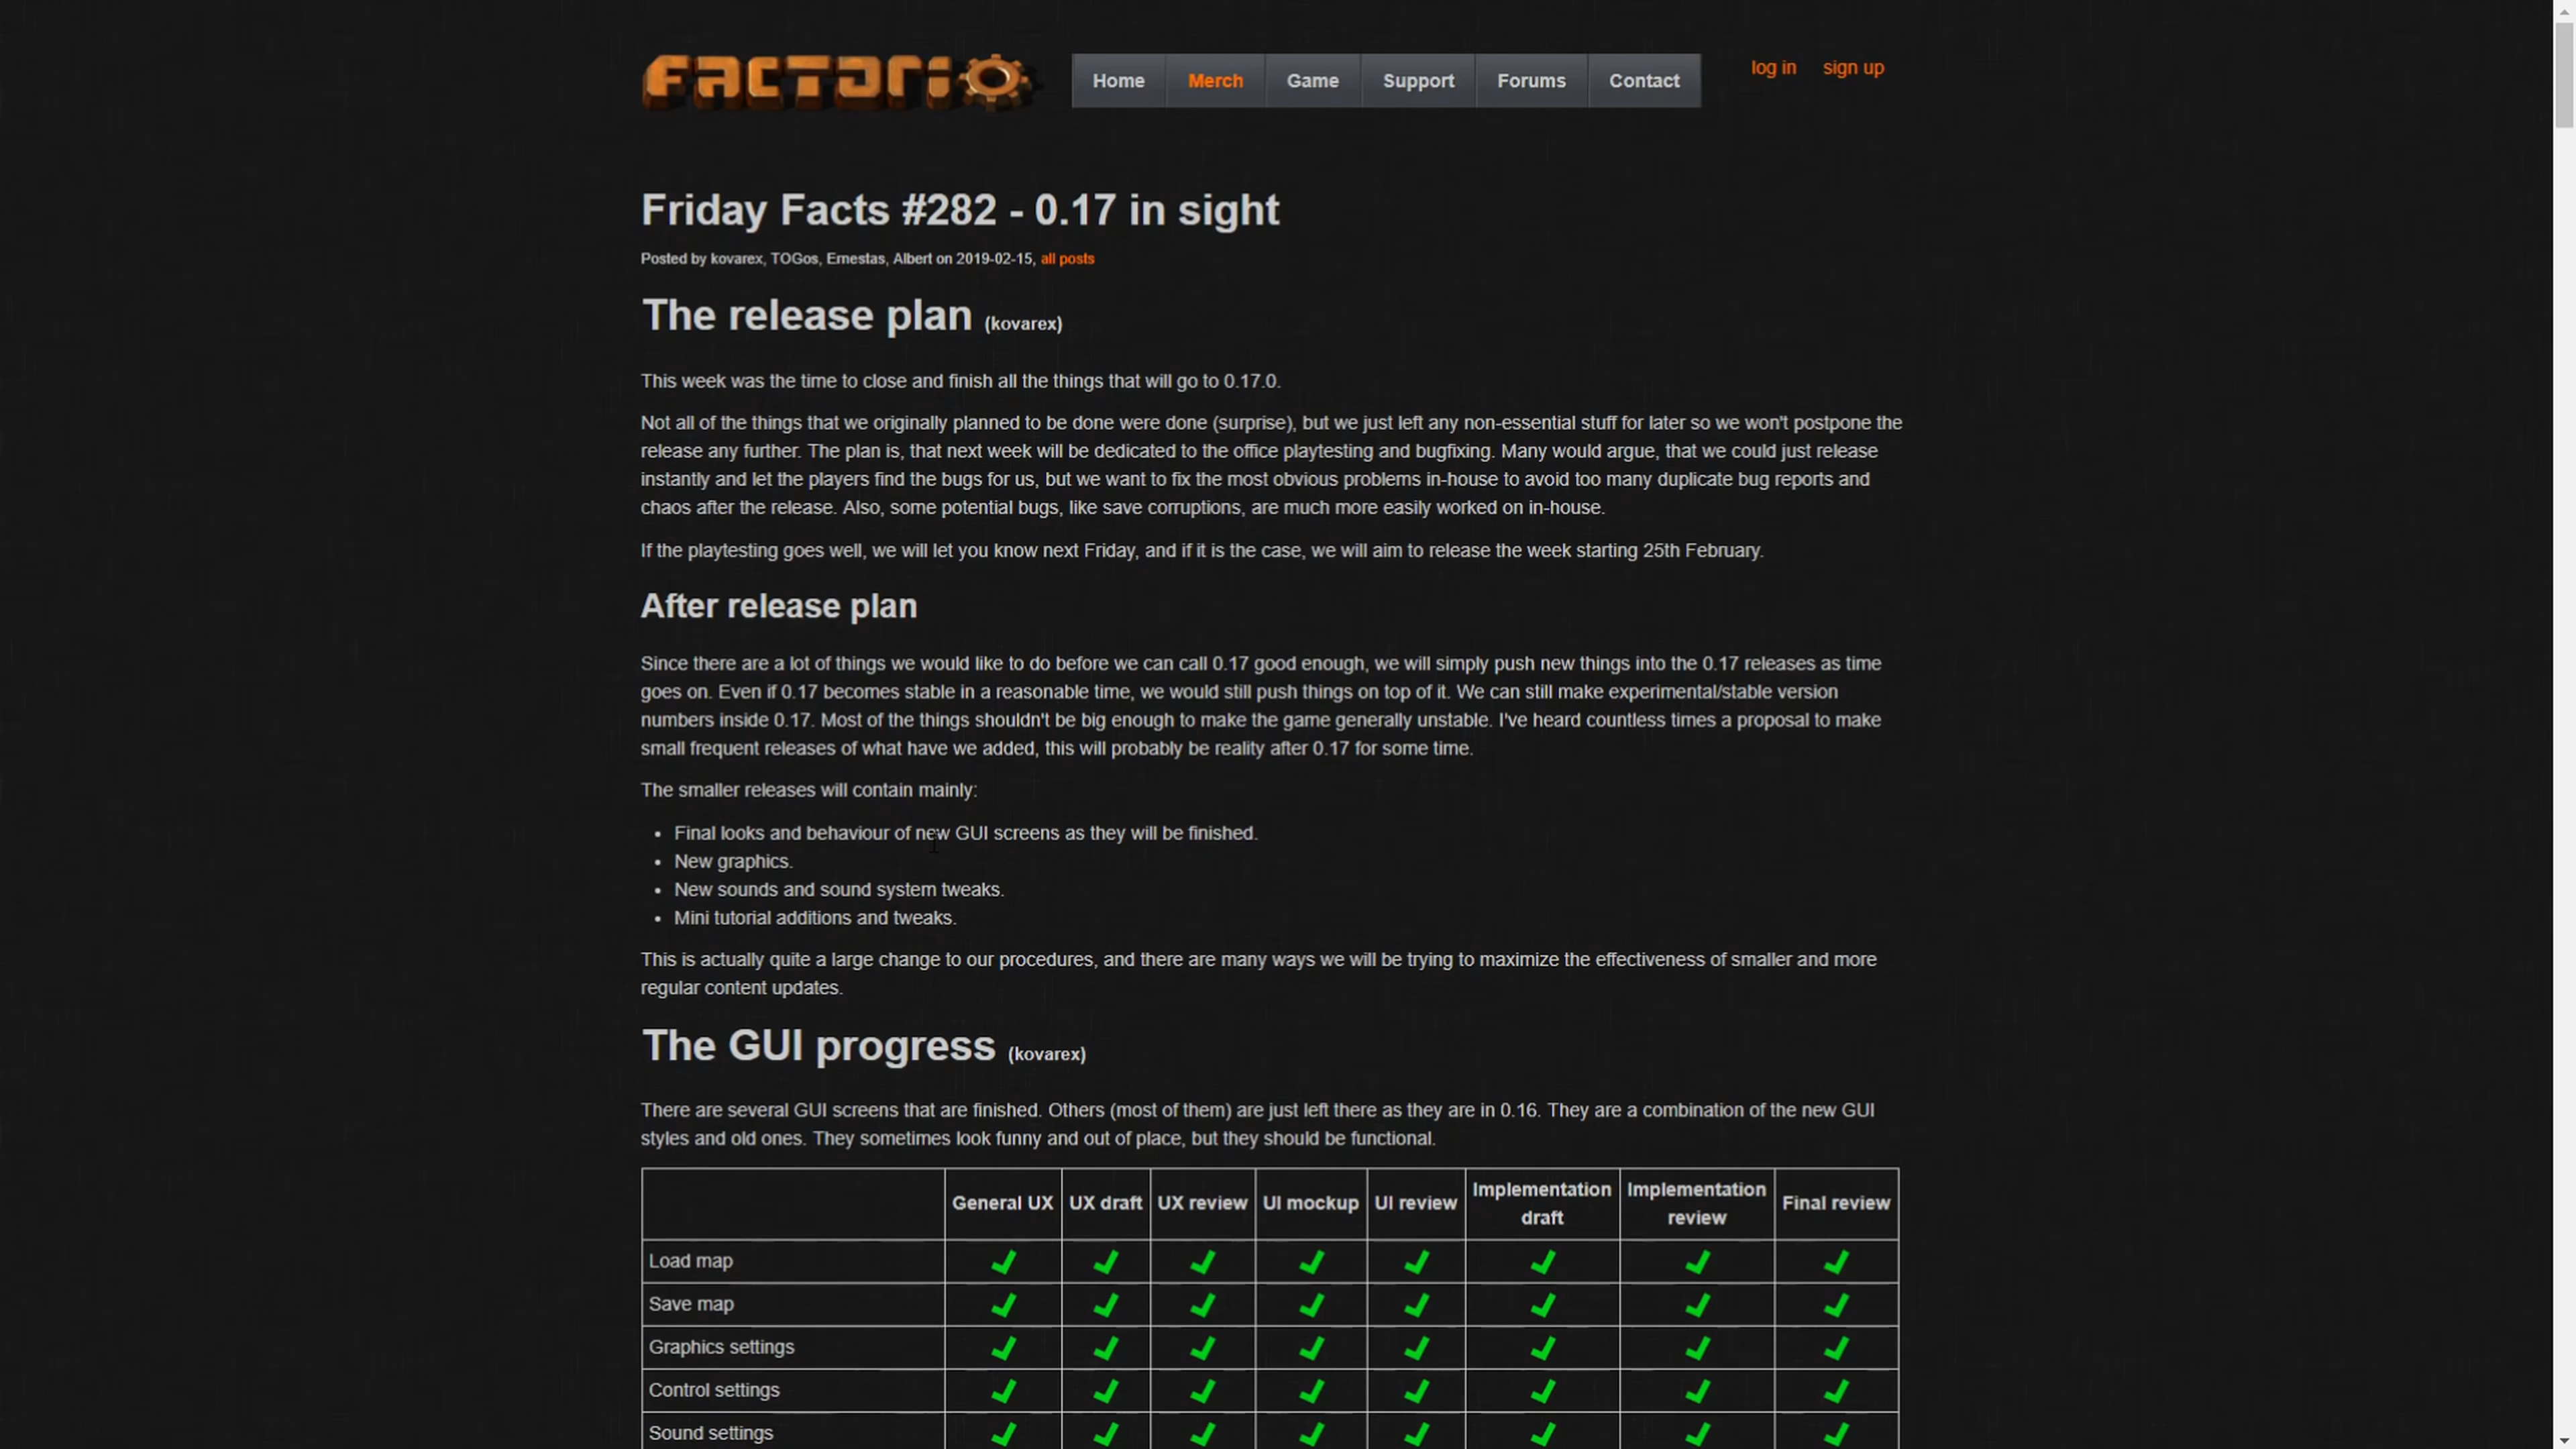 FACTORIO
Home Merch Game Support Forums Contact
log in sign up
Friday Facts #282 - 0.17 in sight
Posted by kovarex, TOGos, Ernestas, Albert on 2019-02-15, all posts
The release plan (kovarex)
This week was the time to close and finish all the things that will go to 0.17.0.
Not all of the things that we originally planned to be done were done (surprise), but we just left any non-essential stuff for later so we won't postpone the
release any further. The plan is, that next week will be dedicated to the office playtesting and bugfixing. Many would argue, that we could just release
instantly and let the players find the bugs for us, but we want to fix the most obvious problems in-house to avoid too many duplicate bug reports and
chaos after the release. Also, some potential bugs, like save corruptions, are much more easily worked on in-house.
If the playtesting goes well, we will let you know next Friday, and if it is the case, we will aim to release the week starting 25th February.
After release plan
Since there are a lot of things we would like to do before we can call 0.17 good enough, we will simply push new things into the 0.17 releases as time
goes on. Even if 0.17 becomes stable in a reasonable time, we would still push things on top of it. We can still make experimental/stable version
numbers inside 0.17. Most of the things shouldn't be big enough to make the game generally unstable. I've heard countless times a proposal to make
small frequent releases of what have we added, this will probably be reality after 0.17 for some time.
The smaller releases will contain mainly:
• Final looks and behaviour of new GUI screens as they will be finished.
• New graphics.
• New sounds and sound system tweaks.
• Mini tutorial additions and tweaks.
This is actually quite a large change to our procedures, and there are many ways we will be trying to maximize the effectiveness of smaller and more
regular content updates.
The GUI progress (kovarex)
There are several GUI screens that are finished. Others (most of them) are just left there as they are in 0.16. They are a combination of the new GUI
styles and old ones. They sometimes look funny and out of place, but they should be functional.
General UX UX draft UX review UI mockup UI review Implementation draft Implementation review Final review
Load map
Save map
Graphics settings
Control settings
Sound settings